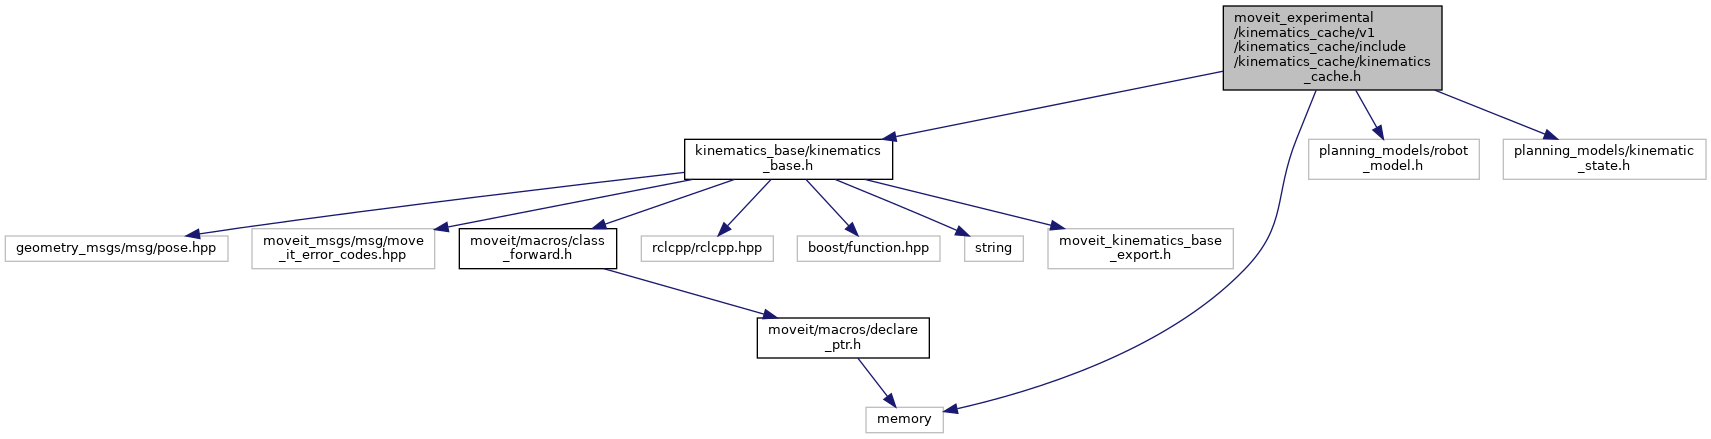 moveit_experimental
/kinematics_cache/v1
/kinematics_cache/include
/kinematics_cache/kinematics
_cache.h
kinematics_base/kinematics
_base.h
planning_models/robot
_model.h
planning_models/kinematic
_state.h
geometry_msgs/msg/pose.hpp
moveit_msgs/msg/move
_it_error_codes.hpp
moveit/macros/class
_forward.h
rclcpp/rclcpp.hpp
boost/function.hpp
string
moveit_kinematics_base
_export.h
moveit/macros/declare
_ptr.h
memory